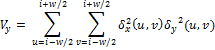 $$V_y = \sum_{u=i-w/2}^{i+w/2} \sum_{v=i-w/2}^{i+w/2} \delta_x^2(u,v)\delta_y{}^2(u,v)$$